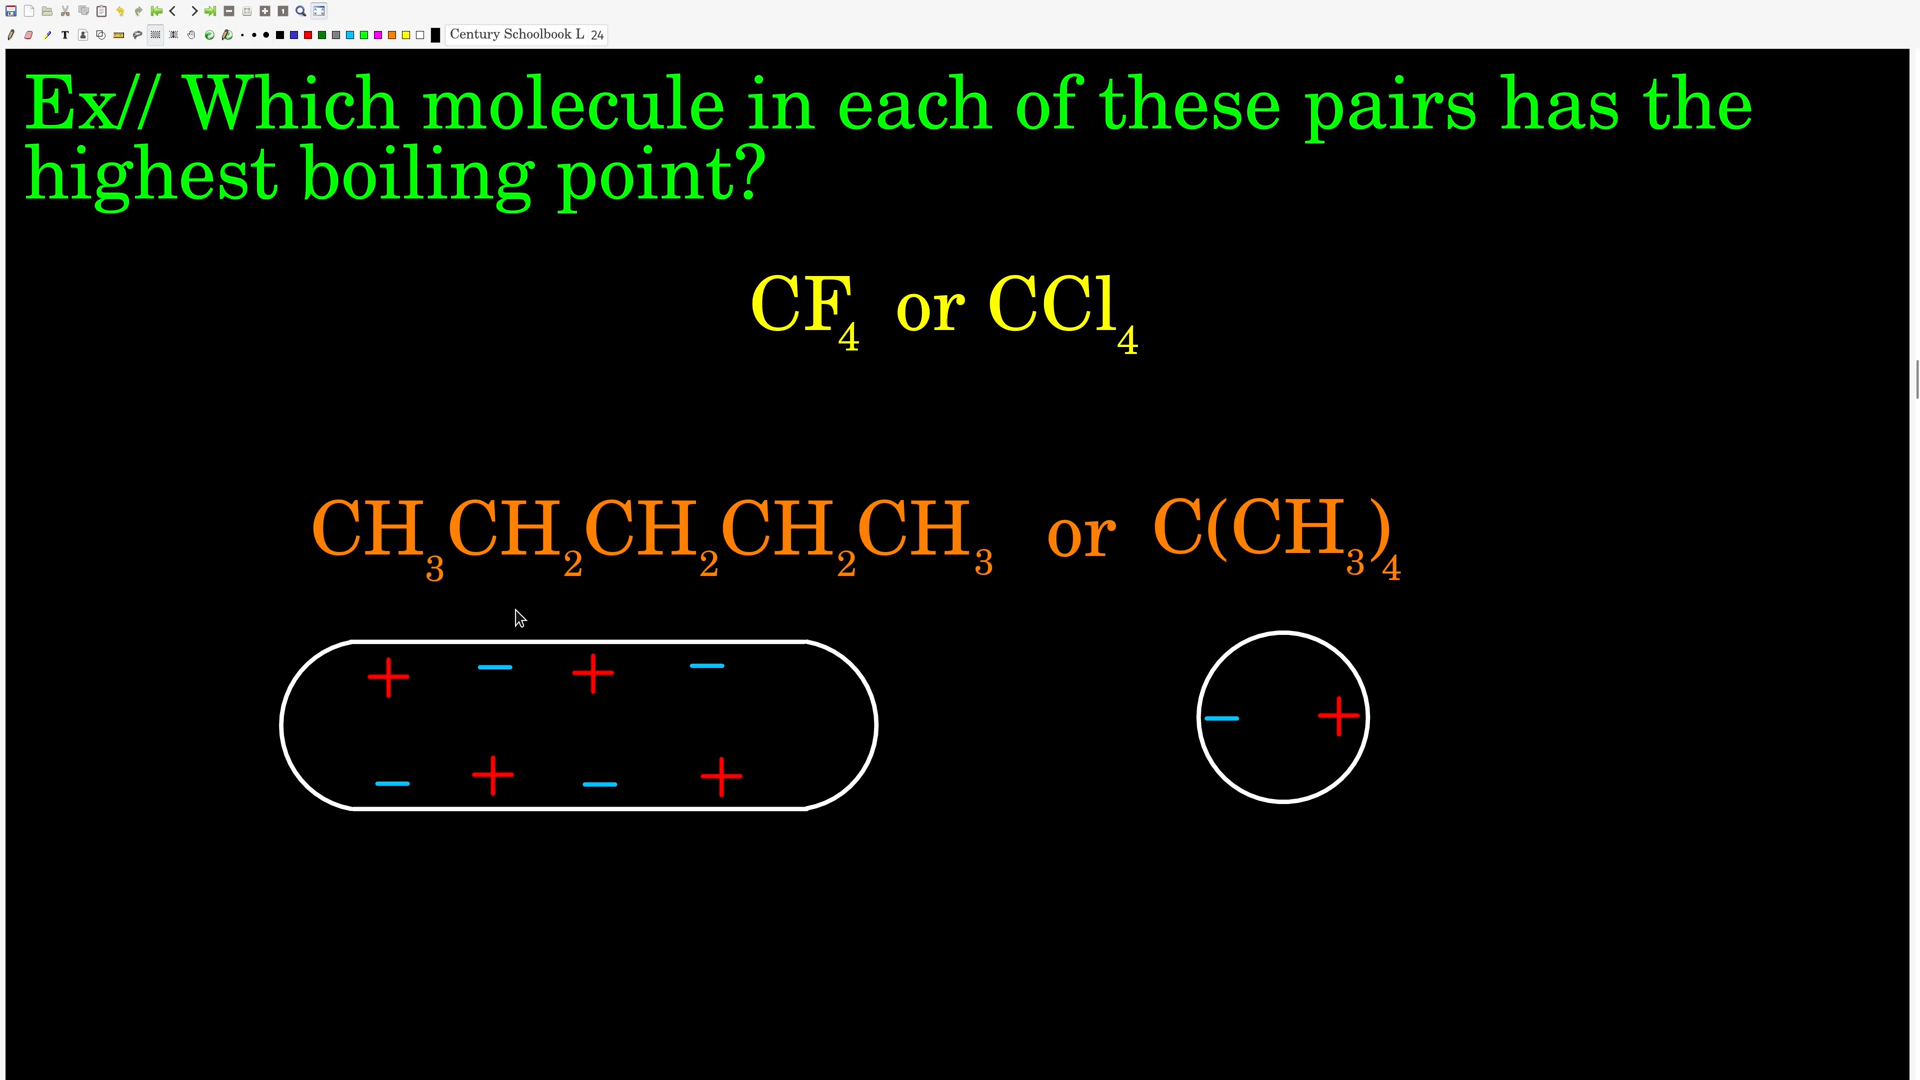 Century Schoolbook L 24
Ex// Which molecule in each of these pairs has the
highest boiling point?
CF₄ or CCl₄
CH₃CH₂CH₂CH₂CH₃ or C(CH₃)₄
+ − + −
− + − +
− +